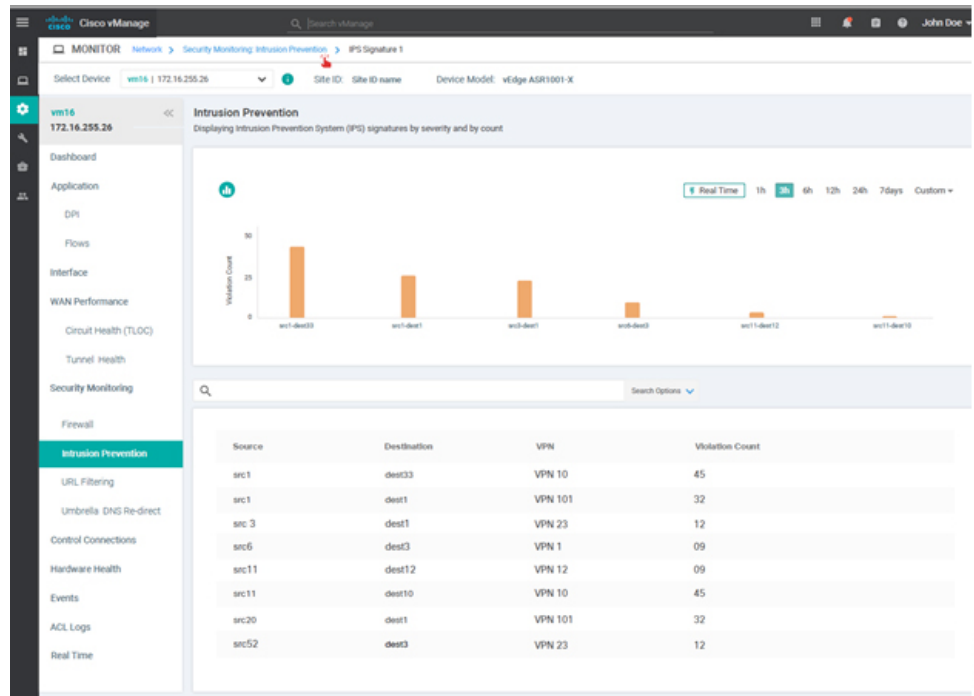 cisco Cisco vManage Search vManage John Doe
MONITOR Network > Security Monitoring: Intrusion Prevention > IPS Signature 1
Select Device vm16 | 172.16.255.26 Site ID: Site ID name Device Model: vEdge ASR1001-X
vm16
172.16.255.26
Dashboard
Application
DPI
Flows
Interface
WAN Performance
Circuit Health (TLOC)
Tunnel Health
Security Monitoring
Firewall
Intrusion Prevention
URL Filtering
Umbrella DNS Re-direct
Control Connections
Hardware Health
Events
ACL Logs
Real Time
Intrusion Prevention
Displaying Intrusion Prevention System (IPS) signatures by severity and by count
Real Time 1h 3h 6h 12h 24h 7days Custom
Violation Count
50
25
0
src1-dest33 src1-dest1 src3-dest1 src6-dest3 src11-dest12 src11-dest10
Search Options
Source Destination VPN Violation Count
src1 dest33 VPN 10 45
src1 dest1 VPN 101 32
src 3 dest1 VPN 23 12
src6 dest3 VPN 1 09
src11 dest12 VPN 12 09
src11 dest10 VPN 10 45
src20 dest1 VPN 101 32
src52 dest3 VPN 23 12